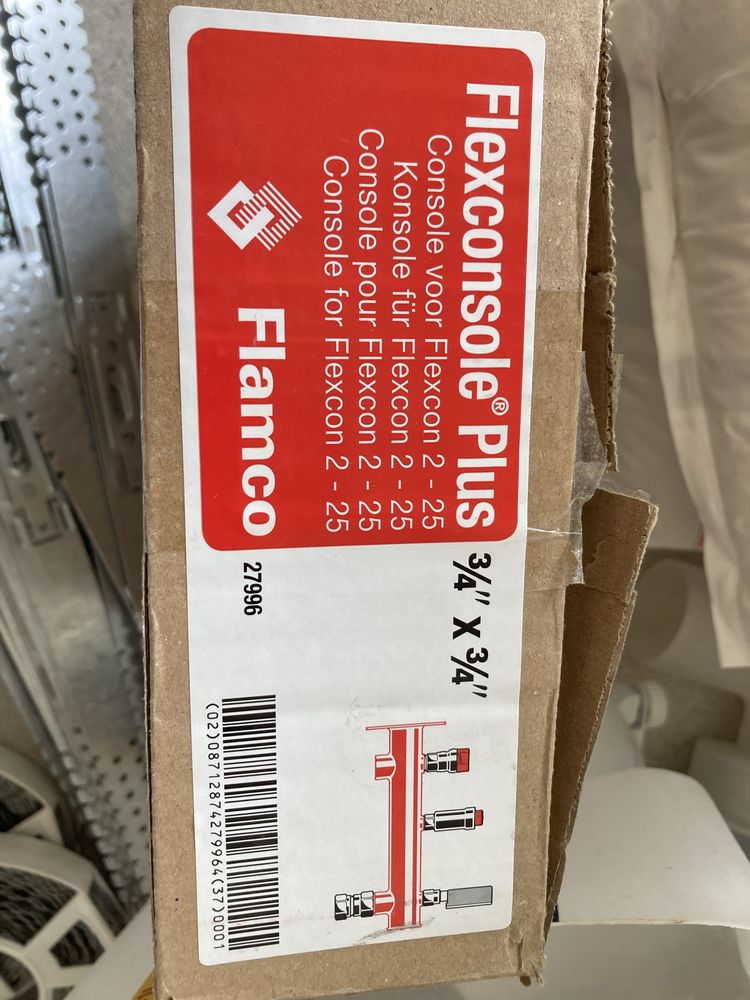 Flexconsole® Plus ¾" x ¾"
Console voor Flexcon 2 - 25
Konsole für Flexcon 2 - 25
Console pour Flexcon 2 - 25
Console for Flexcon 2 - 25
Flamco
27996
(02)08712874279964(37)0001